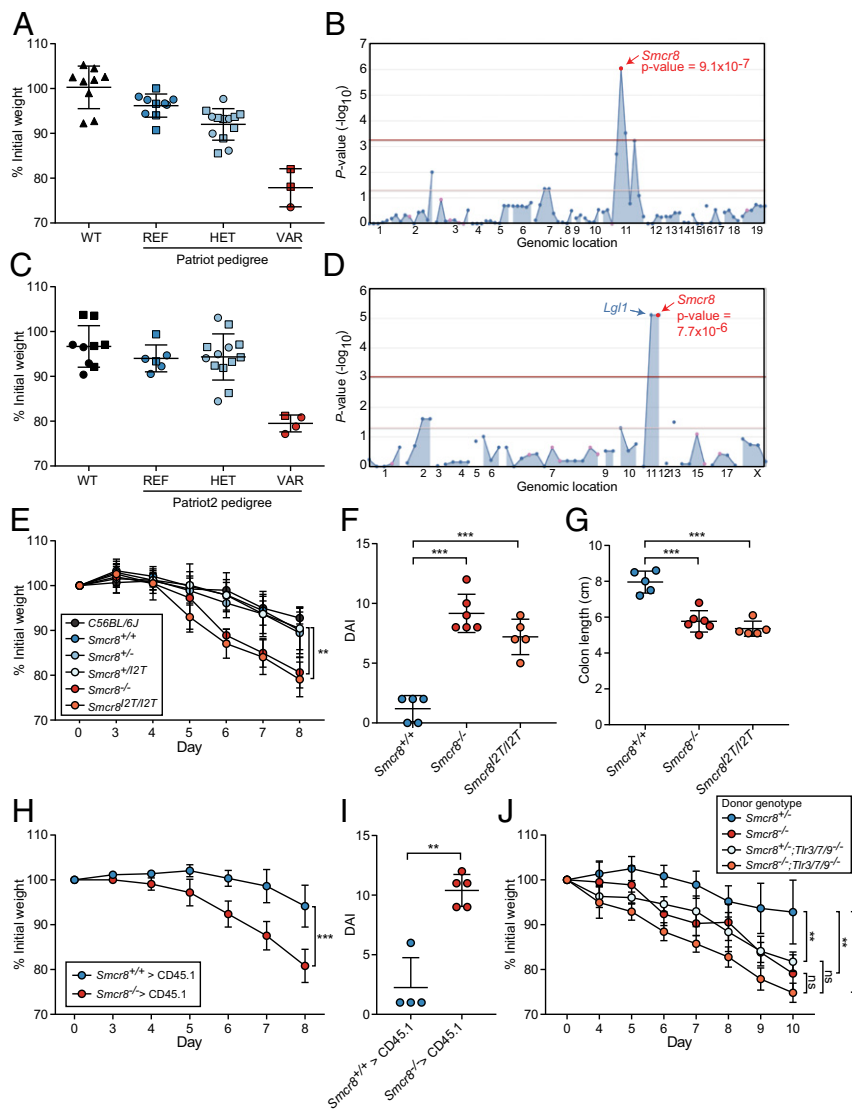 A
% Initial weight
110
100
90
80
70
WT
REF
HET
VAR
Patriot pedigree
B
P-value (-log10)
7
6
5
4
3
2
1
0
Smcr8
p-value = 9.1x10-7
1 2 3 4 5 6 7 8 9 10 11 12 13 14 15 16 17 18 19
Genomic location
C
% Initial weight
110
100
90
80
70
WT
REF
HET
VAR
Patriot2 pedigree
D
P-value (-log10)
6
5
4
3
2
1
0
Lgl1
Smcr8
p-value =
7.7x10-6
1 2 3 4 5 6 7 9 10 11 12 13 15 17 X
Genomic location
E
% Initial weight
110
100
90
80
70
C56BL/6J
Smcr8+/+
Smcr8+/-
Smcr8+/I2T
Smcr8-/-
Smcr8I2T/I2T
**
0 3 4 5 6 7 8
Day
F
DAI
15
10
5
0
***
***
Smcr8+/+
Smcr8-/-
Smcr8I2T/I2T
G
Colon length (cm)
10
8
6
4
2
0
***
***
Smcr8+/+
Smcr8-/-
Smcr8I2T/I2T
H
% Initial weight
110
100
90
80
70
***
Smcr8+/+ > CD45.1
Smcr8-/-> CD45.1
0 3 4 5 6 7 8
Day
I
DAI
15
10
5
0
**
Smcr8+/+ > CD45.1
Smcr8-/-> CD45.1
J
Donor genotype
Smcr8+/-
Smcr8-/-
Smcr8+/-;Tlr3/7/9-/-
Smcr8-/-;Tlr3/7/9-/-
% Initial weight
110
100
90
80
70
**
**
ns
ns
0 4 5 6 7 8 9 10
Day